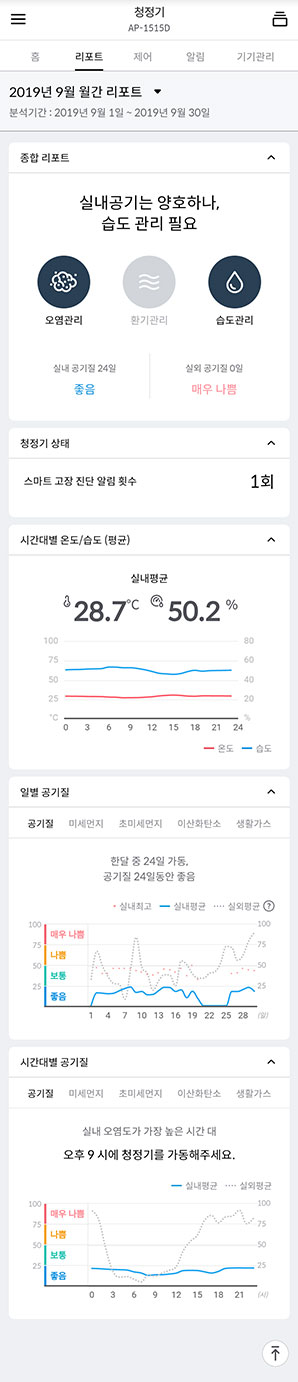 청정기
AP-1515D
홈 리포트 제어 알림 기기관리
2019년 9월 월간 리포트
분석기간 : 2019년 9월 1일 ~ 2019년 9월 30일
종합 리포트
실내공기는 양호하나,
습도 관리 필요
오염관리 환기관리 습도관리
실내 공기질 24일 실외 공기질 0일
좋음 매우 나쁨
청정기 상태
스마트 고장 진단 알림 횟수 1회
시간대별 온도/습도 (평균)
실내평균
28.7℃ 50.2 %
100 80
75 60
50 40
25 20
℃ %
0 3 6 9 12 15 18 21 24
온도 습도
일별 공기질
공기질 미세먼지 초미세먼지 이산화탄소 생활가스
한달 중 24일 가동,
공기질 24일동안 좋음
실내최고 실내평균 실외평균 ?
100 매우 나쁨 100
75 나쁨 75
50 보통 50
25 좋음 25
1 4 7 10 13 16 19 22 25 28 (일)
시간대별 공기질
공기질 미세먼지 초미세먼지 이산화탄소 생활가스
실내 오염도가 가장 높은 시간 대
오후 9 시에 청정기를 가동해주세요.
실내평균 실외평균
100 매우 나쁨 100
75 나쁨 75
50 보통 50
25 좋음 25
0 3 6 9 12 15 18 21 (시)